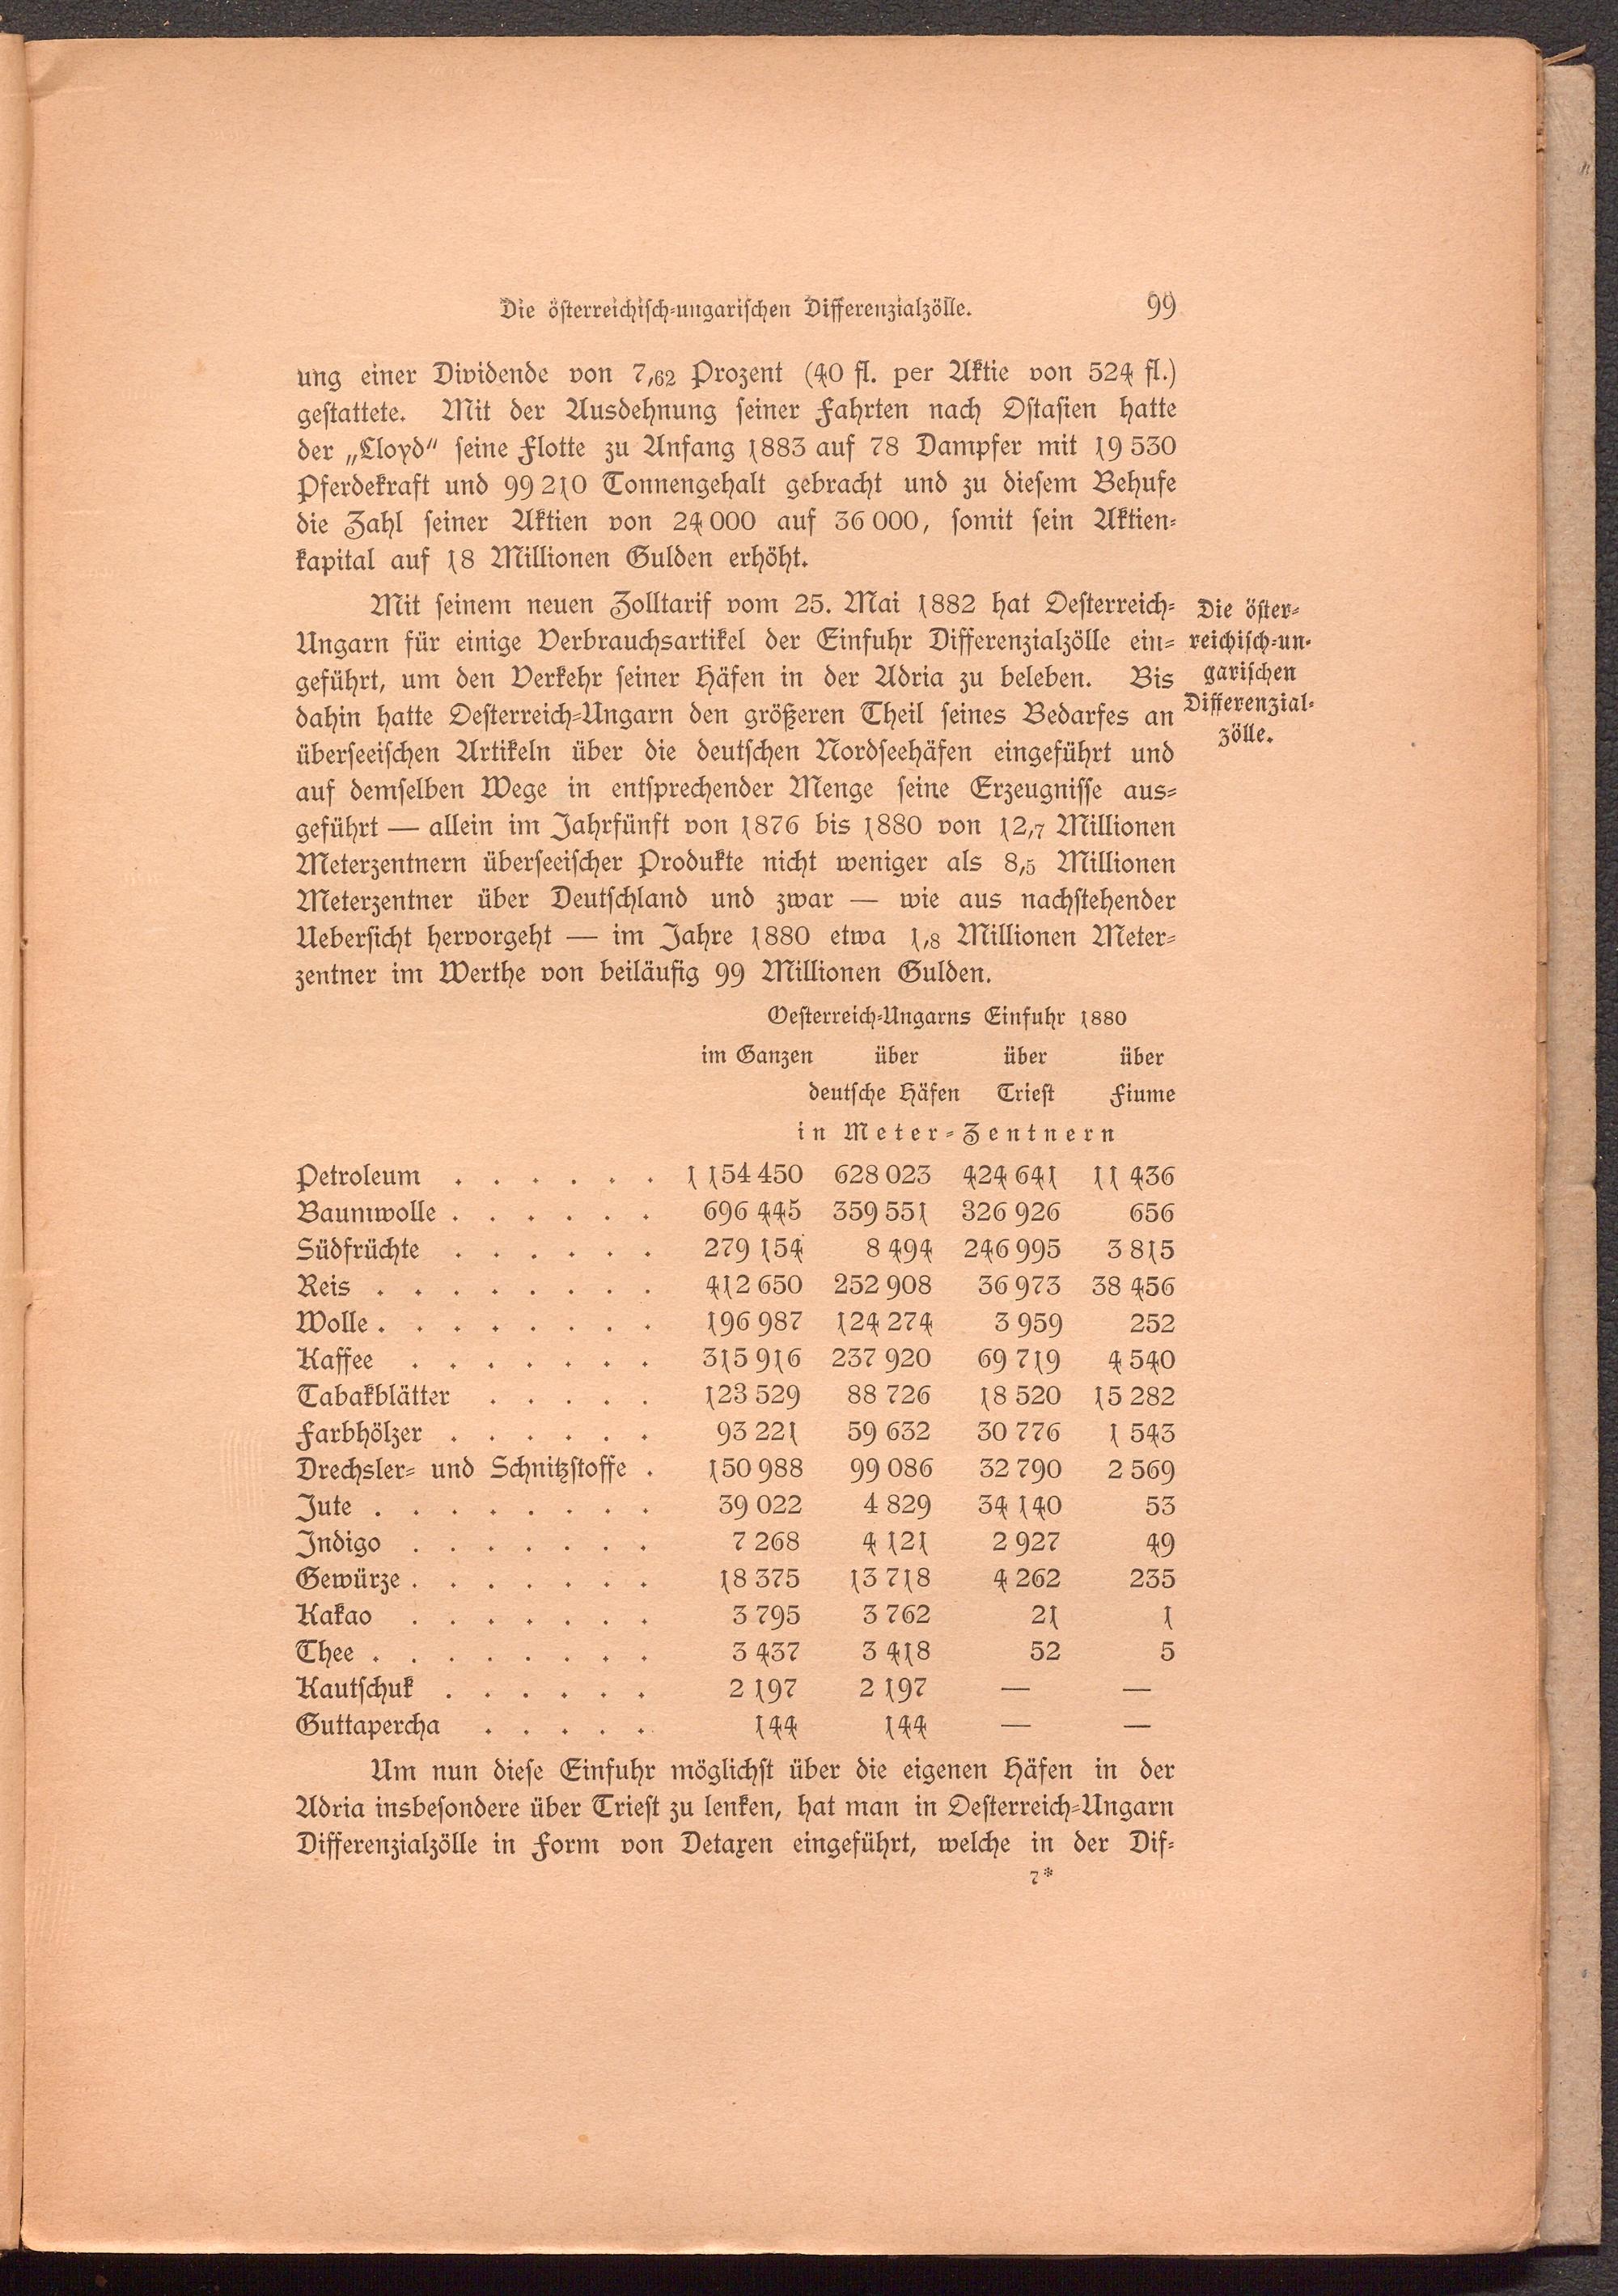 Die österreichisch-ungarischen Differenzialzölle. 99
ung einer Dividende von 7,62 Prozent (40 fl. per Aktie von 524 fl.)
gestattete. Mit der Ausdehnung seiner Fahrten nach Ostasien hatte
der „Lloyd“ seine Flotte zu Anfang 1883 auf 78 Dampfer mit 19 530
Pferdekraft und 99 210 Tonnengehalt gebracht und zu diesem Behufe
die Zahl seiner Aktien von 24 000 auf 36 000, somit sein Aktien-
kapital auf 18 Millionen Gulden erhöht.
Mit seinem neuen Zolltarif vom 25. Mai 1882 hat Oesterreich-
Ungarn für einige Verbrauchsartikel der Einfuhr Differenzialzölle ein-
geführt, um den Verkehr seiner Häfen in der Adria zu beleben. Bis
dahin hatte Oesterreich-Ungarn den größeren Theil seines Bedarfes an
überseeischen Artikeln über die deutschen Nordseehäfen eingeführt und
auf demselben Wege in entsprechender Menge seine Erzeugnisse aus-
geführt — allein im Jahrfünft von 1876 bis 1880 von 12,7 Millionen
Meterzentnern überseeischer Produkte nicht weniger als 8,5 Millionen
Meterzentner über Deutschland und zwar — wie aus nachstehender
Uebersicht hervorgeht — im Jahre 1880 etwa 1,8 Millionen Meter-
zentner im Werthe von beiläufig 99 Millionen Gulden.
Die öster-
reichisch-un-
garischen
Differenzial-
zölle.
Oesterreich-Ungarns Einfuhr 1880
im Ganzen über über über
deutsche Häfen Triest Fiume
in Meter-Zentnern
Petroleum . . . . . . 1 154 450 628 023 424 641 11 436
Baumwolle . . . . . . 696 445 359 551 326 926 656
Südfrüchte . . . . . . 279 154 8 494 246 995 3 815
Reis . . . . . . . . 412 650 252 908 36 973 38 456
Wolle . . . . . . . . 196 987 124 274 3 959 252
Kaffee . . . . . . . 315 916 237 920 69 719 4 540
Tabakblätter . . . . . 123 529 88 726 18 520 15 282
Farbhölzer . . . . . . 93 221 59 632 30 776 1 543
Drechsler- und Schnitzstoffe . 150 988 99 086 32 790 2 569
Jute . . . . . . . . 39 022 4 829 34 140 53
Indigo . . . . . . . 7 268 4 121 2 927 49
Gewürze . . . . . . . 18 375 13 718 4 262 235
Kakao . . . . . . . 3 795 3 762 21 1
Thee . . . . . . . . 3 437 3 418 52 5
Kautschuk . . . . . . 2 197 2 197 — —
Guttapercha . . . . . 144 144 — —
Um nun diese Einfuhr möglichst über die eigenen Häfen in der
Adria insbesondere über Triest zu lenken, hat man in Oesterreich-Ungarn
Differenzialzölle in Form von Detaxen eingeführt, welche in der Dif-
7*